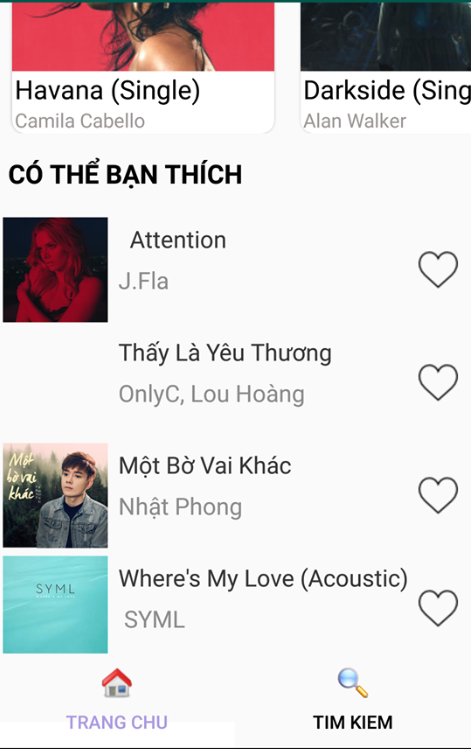 Havana (Single)
Darkside (Sing
Camila Cabello
Alan Walker
CÓ THỂ BẠN THÍCH
Attention
J.Fla
Thấy Là Yêu Thương
OnlyC, Lou Hoàng
Một
bờ vai
khác
Một Bờ Vai Khác
Nhật Phong
SYML
Where's My Love (Acoustic)
SYML
TRANG CHU
TIM KIEM